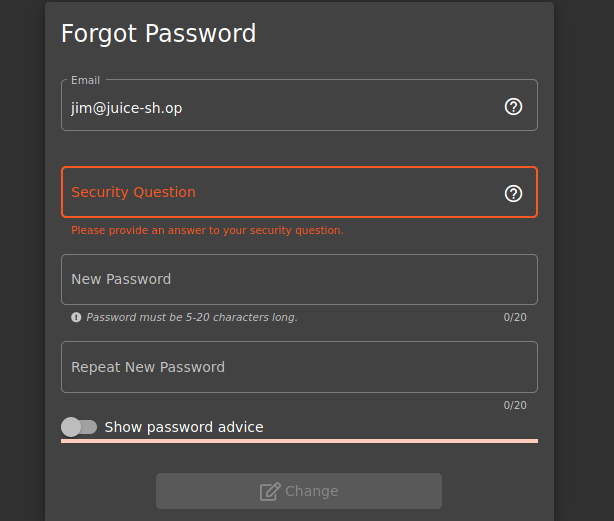 Forgot Password
Email
jim@juice-sh.op
Security Question
Please provide an answer to your security question.
New Password
Password must be 5-20 characters long.
0/20
Repeat New Password
0/20
Show password advice
Change